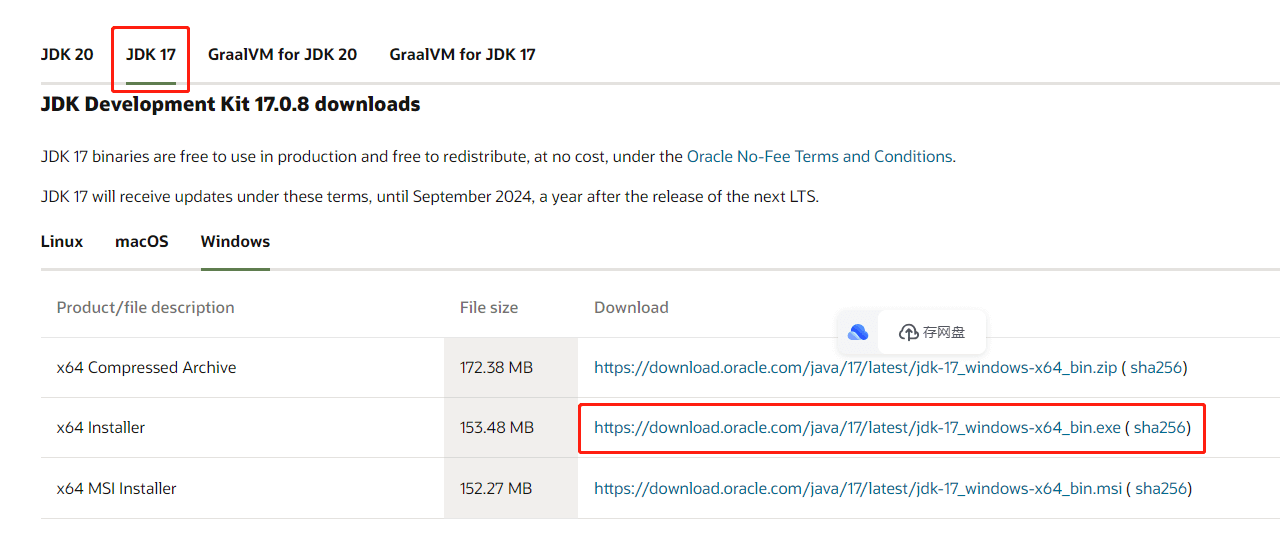 JDK 20 JDK 17 GraalVM for JDK 20 GraalVM for JDK 17
JDK Development Kit 17.0.8 downloads
JDK 17 binaries are free to use in production and free to redistribute, at no cost, under the Oracle No-Fee Terms and Conditions.
JDK 17 will receive updates under these terms, until September 2024, a year after the release of the next LTS.
Linux macOS Windows
Product/file description File size Download
存网盘
x64 Compressed Archive 172.38 MB https://download.oracle.com/java/17/latest/jdk-17_windows-x64_bin.zip ( sha256)
x64 Installer 153.48 MB https://download.oracle.com/java/17/latest/jdk-17_windows-x64_bin.exe ( sha256)
x64 MSI Installer 152.27 MB https://download.oracle.com/java/17/latest/jdk-17_windows-x64_bin.msi ( sha256)